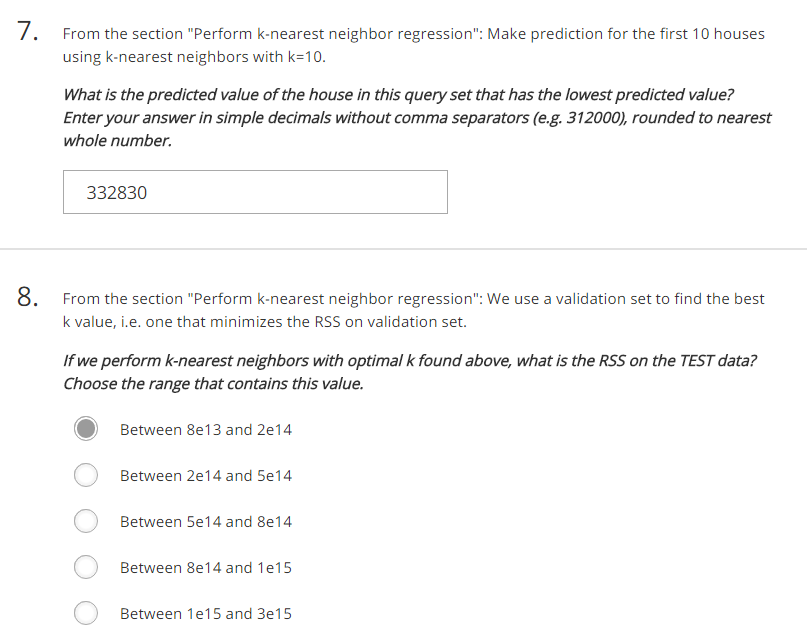 7.
From the section "Perform k-nearest neighbor regression": Make prediction for the first 10 houses
using k-nearest neighbors with k=10.
What is the predicted value of the house in this query set that has the lowest predicted value?
Enter your answer in simple decimals without comma separators (e.g. 312000), rounded to nearest
whole number.
332830
8.
From the section "Perform k-nearest neighbor regression": We use a validation set to find the best
k value, i.e. one that minimizes the RSS on validation set.
If we perform k-nearest neighbors with optimal k found above, what is the RSS on the TEST data?
Choose the range that contains this value.
Between 8e13 and 2e14
Between 2e14 and 5e14
Between 5e14 and 8e14
Between 8e14 and 1e15
Between 1e15 and 3e15